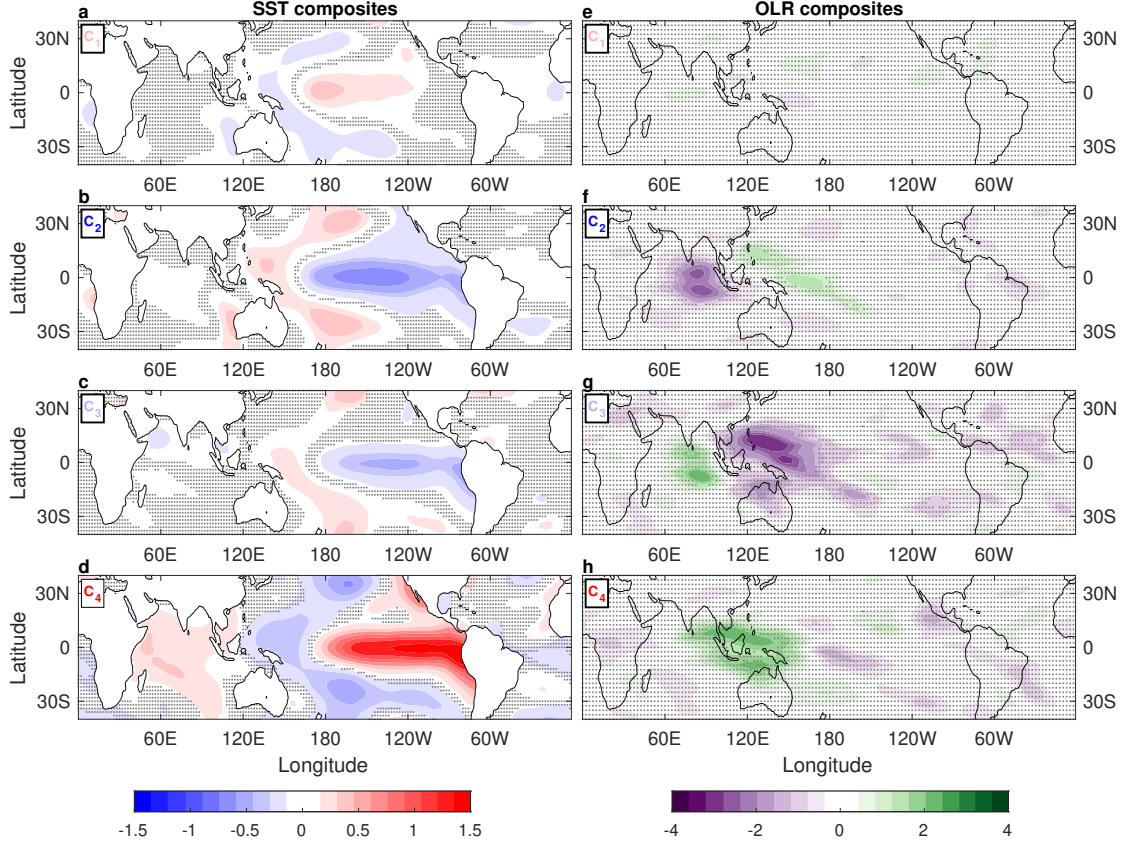 SST composites
OLR composites
a
e
C1
C1
30N
0
30S
30N
0
30S
Latitude
60E 120E 180 120W 60W
60E 120E 180 120W 60W
b
f
C2
C2
30N
0
30S
30N
0
30S
Latitude
60E 120E 180 120W 60W
60E 120E 180 120W 60W
c
g
C3
C3
30N
0
30S
30N
0
30S
Latitude
60E 120E 180 120W 60W
60E 120E 180 120W 60W
d
h
C4
C4
30N
0
30S
30N
0
30S
Latitude
60E 120E 180 120W 60W
60E 120E 180 120W 60W
Longitude
Longitude
-1.5 -1 -0.5 0 0.5 1 1.5
-4 -2 0 2 4